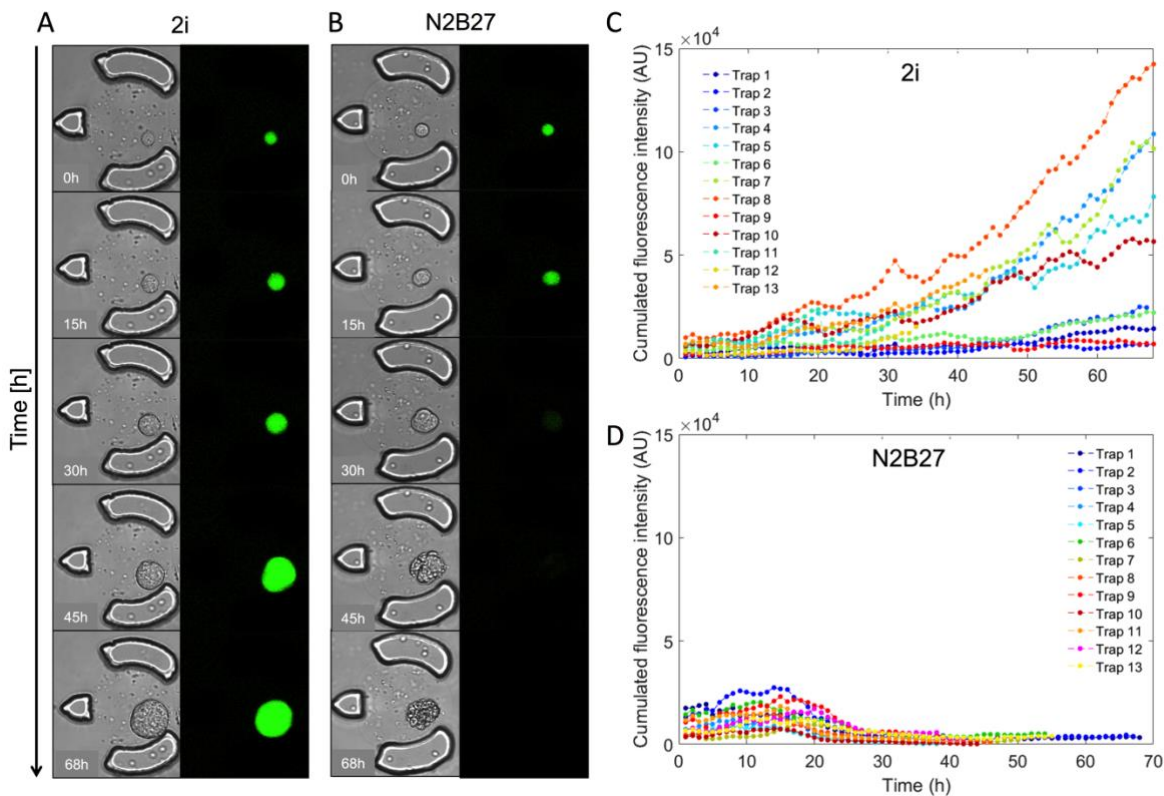 A
2i
Time [h]
0h
15h
30h
45h
68h
B
N2B27
0h
15h
30h
45h
68h
C
×10⁴
15
10
5
0
Cumulated fluorescence intensity (AU)
2i
Trap 1
Trap 2
Trap 3
Trap 4
Trap 5
Trap 6
Trap 7
Trap 8
Trap 9
Trap 10
Trap 11
Trap 12
Trap 13
0 10 20 30 40 50 60
Time (h)
D
×10⁴
15
10
5
0
Cumulated fluorescence intensity (AU)
N2B27
Trap 1
Trap 2
Trap 3
Trap 4
Trap 5
Trap 6
Trap 7
Trap 8
Trap 9
Trap 10
Trap 11
Trap 12
Trap 13
0 10 20 30 40 50 60 70
Time (h)